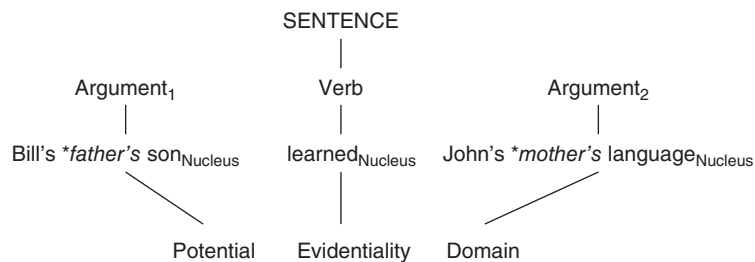 SENTENCE
Argument1 Verb Argument2
Bill's *father's sonNucleus learnedNucleus John's *mother's languageNucleus
Potential Evidentiality Domain